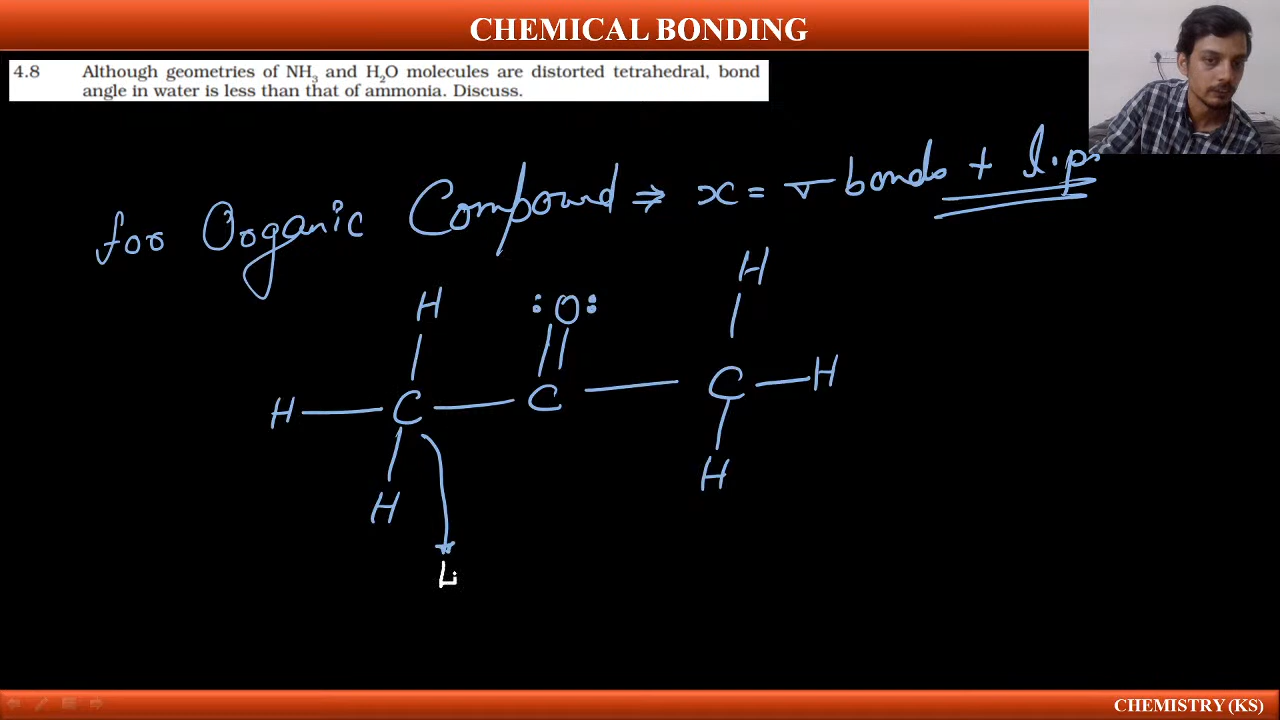 CHEMICAL BONDING
4.8 Although geometries of NH₃ and H₂O molecules are distorted tetrahedral, bond
angle in water is less than that of ammonia. Discuss.
for Organic Compound ⇒ x = σ bonds + l.ps
H
H :O:
H C C C H
H H
CHEMISTRY (KS)